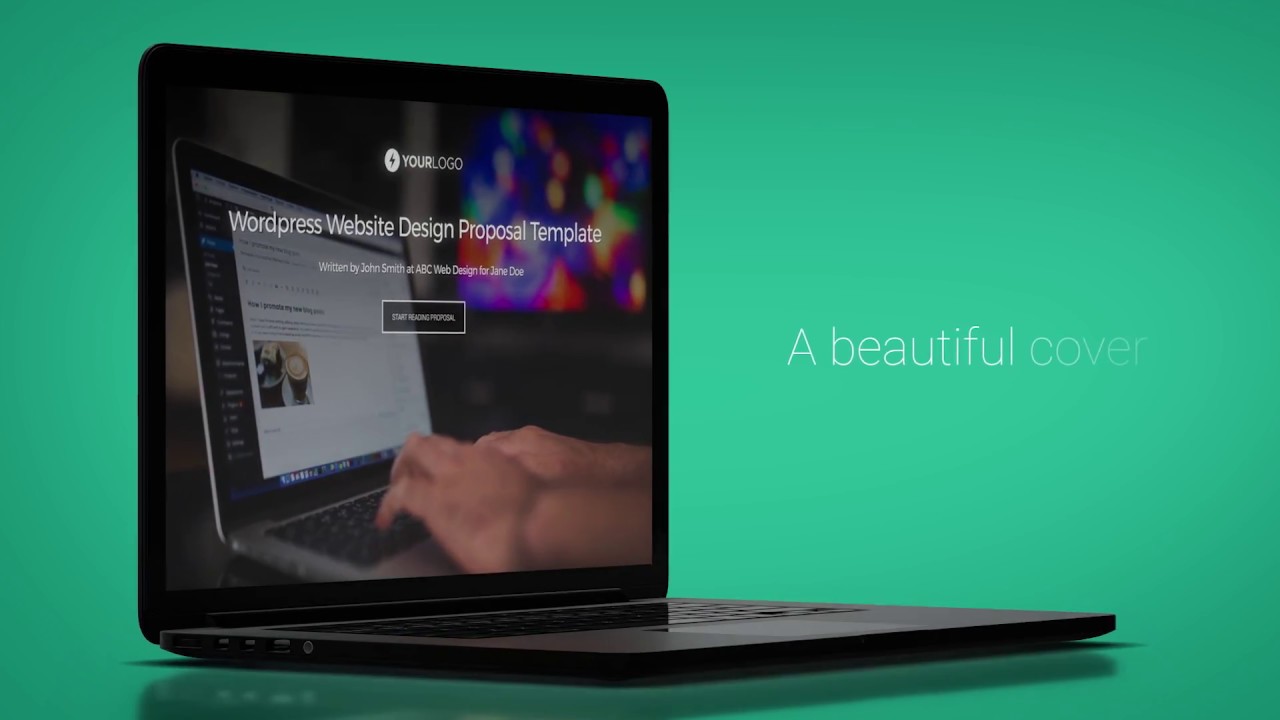 YOURLOGO
Wordpress Website Design Proposal Template
Written by John Smith at ABC Web Design for Jane Doe
START READING PROPOSAL
How I promote my new blog posts
A beautiful cover